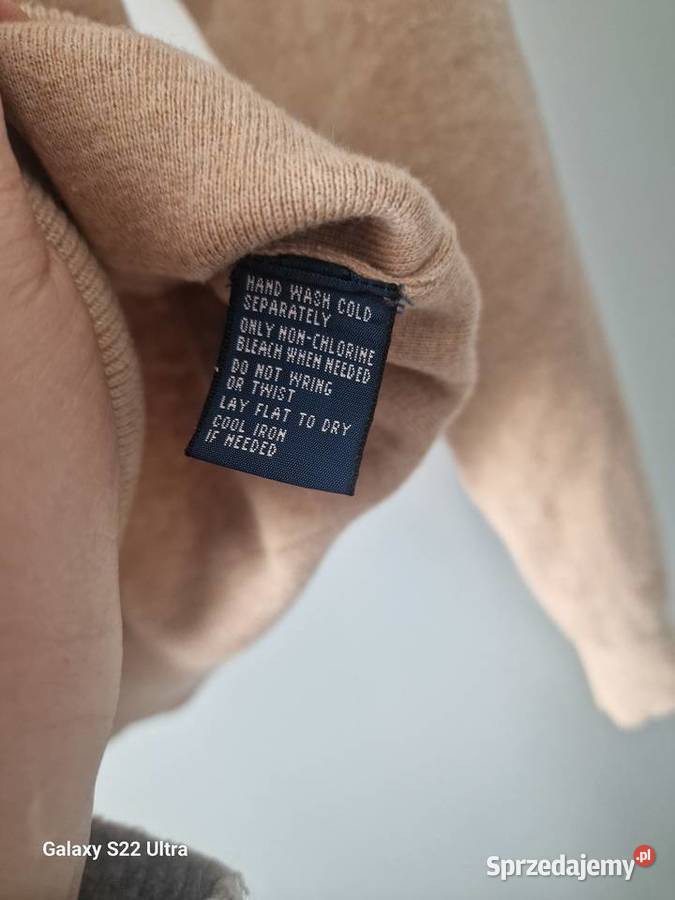 HAND WASH COLD
SEPARATELY
ONLY NON-CHLORINE
BLEACH WHEN NEEDED
DO NOT WRING
OR TWIST
LAY FLAT TO DRY
COOL IRON
IF NEEDED
Galaxy S22 Ultra
Sprzedajemy.pl